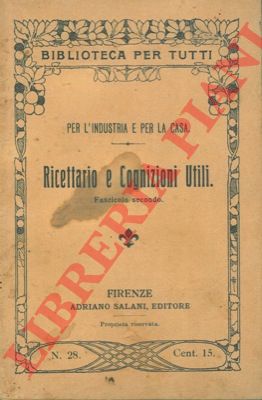 BIBLIOTECA PER TUTTI
PER L'INDUSTRIA E PER LA CASA.
Ricettario e Cognizioni Utili.
Fascicolo secondo.
FIRENZE
ADRIANO SALANI, EDITORE
Proprietà riservata.
N. 28.
Cent. 15.
LIBRERIA PIANI